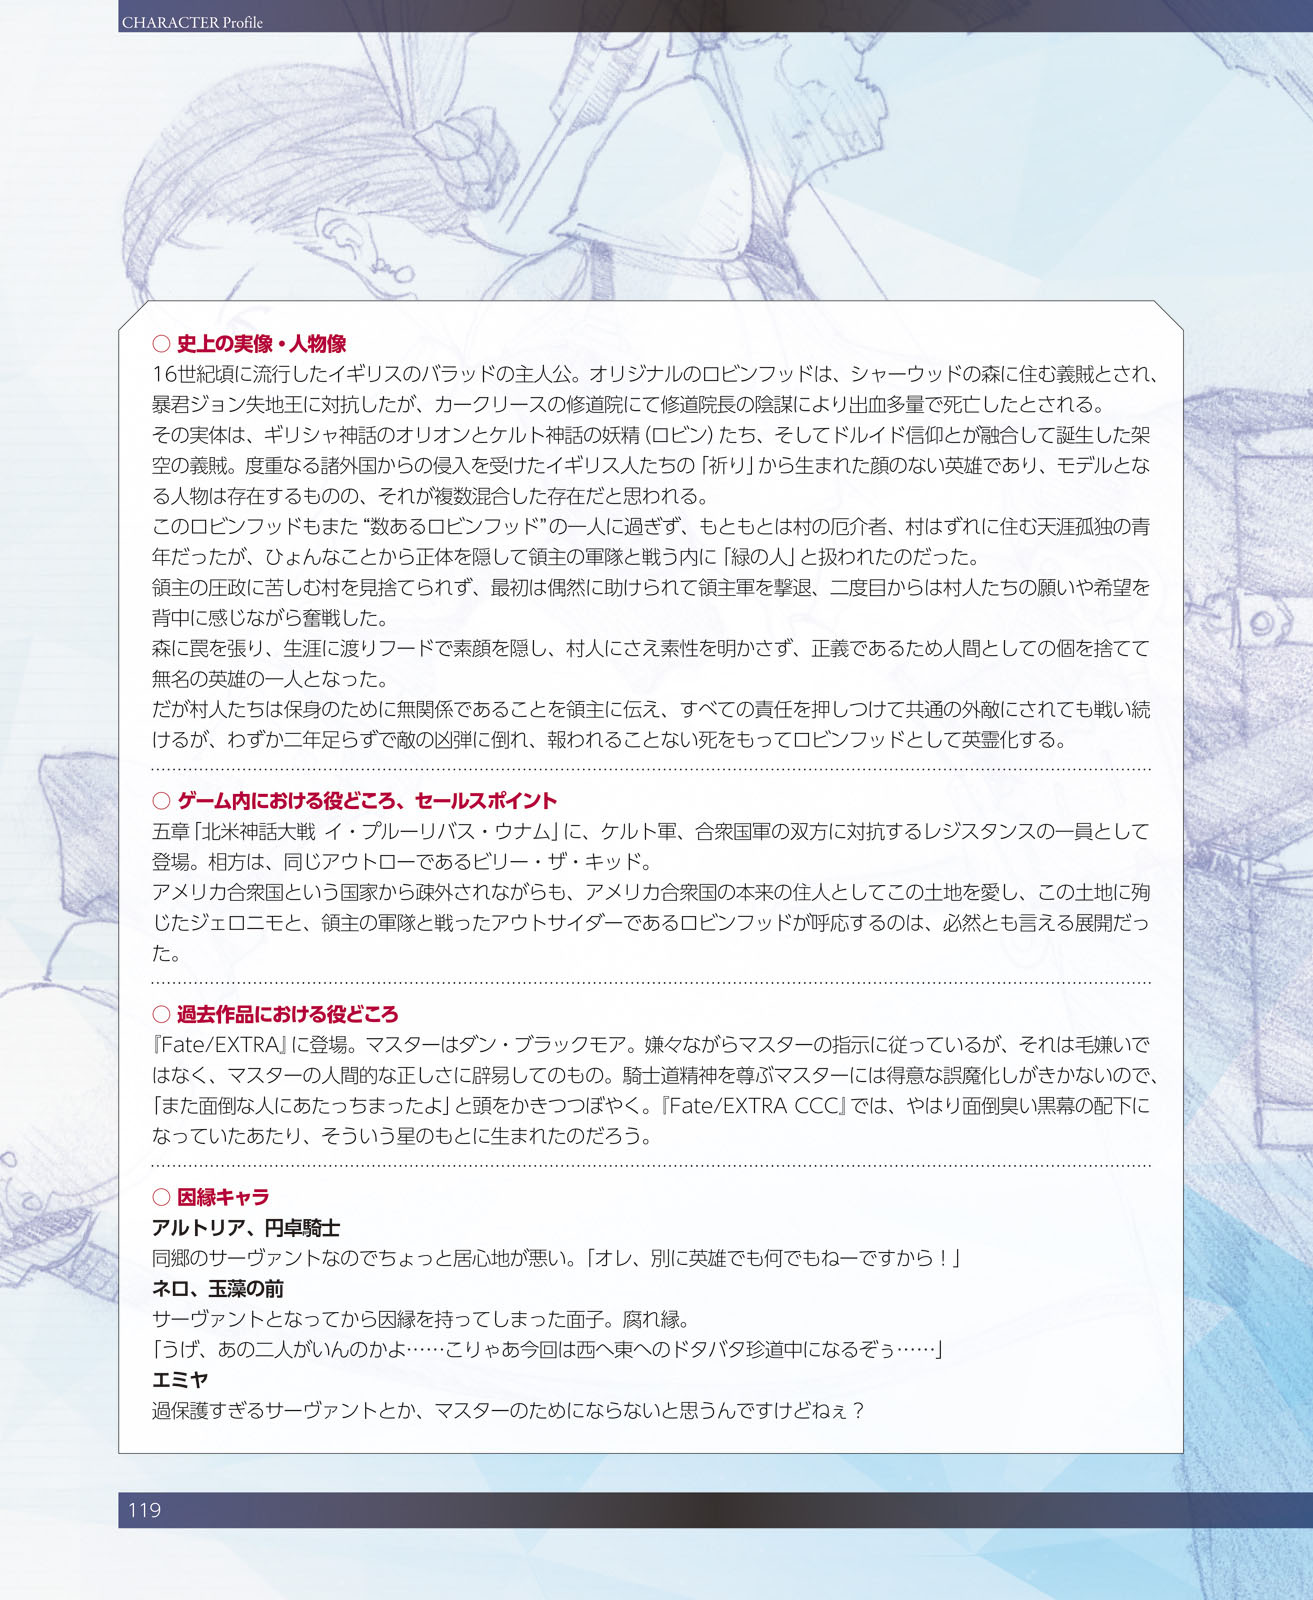 CHARACTER Profile
○ 史上の実像・人物像
16世紀頃に流行したイギリスのバラッドの主人公。オリジナルのロビンフッドは、シャーウッドの森に住む義賊とされ、
暴君ジョン失地王に対抗したが、カークリースの修道院にて修道院長の陰謀により出血多量で死亡したとされる。
その実体は、ギリシャ神話のオリオンとケルト神話の妖精（ロビン）たち、そしてドルイド信仰とが融合して誕生した架
空の義賊。度重なる諸外国からの侵入を受けたイギリス人たちの「祈り」から生まれた顔のない英雄であり、モデルとな
る人物は存在するものの、それが複数混合した存在だと思われる。
このロビンフッドもまた“数あるロビンフッド”の一人に過ぎず、もともとは村の厄介者、村はずれに住む天涯孤独の青
年だったが、ひょんなことから正体を隠して領主の軍隊と戦う内に「緑の人」と扱われたのだった。
領主の圧政に苦しむ村を見捨てられず、最初は偶然に助けられて領主軍を撃退、二度目からは村人たちの願いや希望を
背中に感じながら奮戦した。
森に罠を張り、生涯に渡りフードで素顔を隠し、村人にさえ素性を明かさず、正義であるため人間としての個を捨てて
無名の英雄の一人となった。
だが村人たちは保身のために無関係であることを領主に伝え、すべての責任を押しつけて共通の外敵にされても戦い続
けるが、わずか二年足らずで敵の凶弾に倒れ、報われることない死をもってロビンフッドとして英霊化する。
○ ゲーム内における役どころ、セールスポイント
五章「北米神話大戦 イ・プルーリバス・ウナム」に、ケルト軍、合衆国軍の双方に対抗するレジスタンスの一員として
登場。相方は、同じアウトローであるビリー・ザ・キッド。
アメリカ合衆国という国家から疎外されながらも、アメリカ合衆国の本来の住人としてこの土地を愛し、この土地に殉
じたジェロニモと、領主の軍隊と戦ったアウトサイダーであるロビンフッドが呼応するのは、必然とも言える展開だっ
た。
○ 過去作品における役どころ
『Fate/EXTRA』に登場。マスターはダン・ブラックモア。嫌々ながらマスターの指示に従っているが、それは毛嫌いで
はなく、マスターの人間的な正しさに辟易してのもの。騎士道精神を尊ぶマスターには得意な誤魔化しがきかないので、
「また面倒な人にあたっちまったよ」と頭をかきつつぼやく。『Fate/EXTRA CCC』では、やはり面倒臭い黒幕の配下に
なっていたあたり、そういう星のもとに生まれたのだろう。
○ 因縁キャラ
アルトリア、円卓騎士
同郷のサーヴァントなのでちょっと居心地が悪い。「オレ、別に英雄でも何でもねーですから！」
ネロ、玉藻の前
サーヴァントとなってから因縁を持ってしまった面子。腐れ縁。
「うげ、あの二人がいんのかよ……こりゃあ今回は西へ東へのドタバタ珍道中になるぞぅ……」
エミヤ
過保護すぎるサーヴァントとか、マスターのためにならないと思うんですけどねぇ？
119